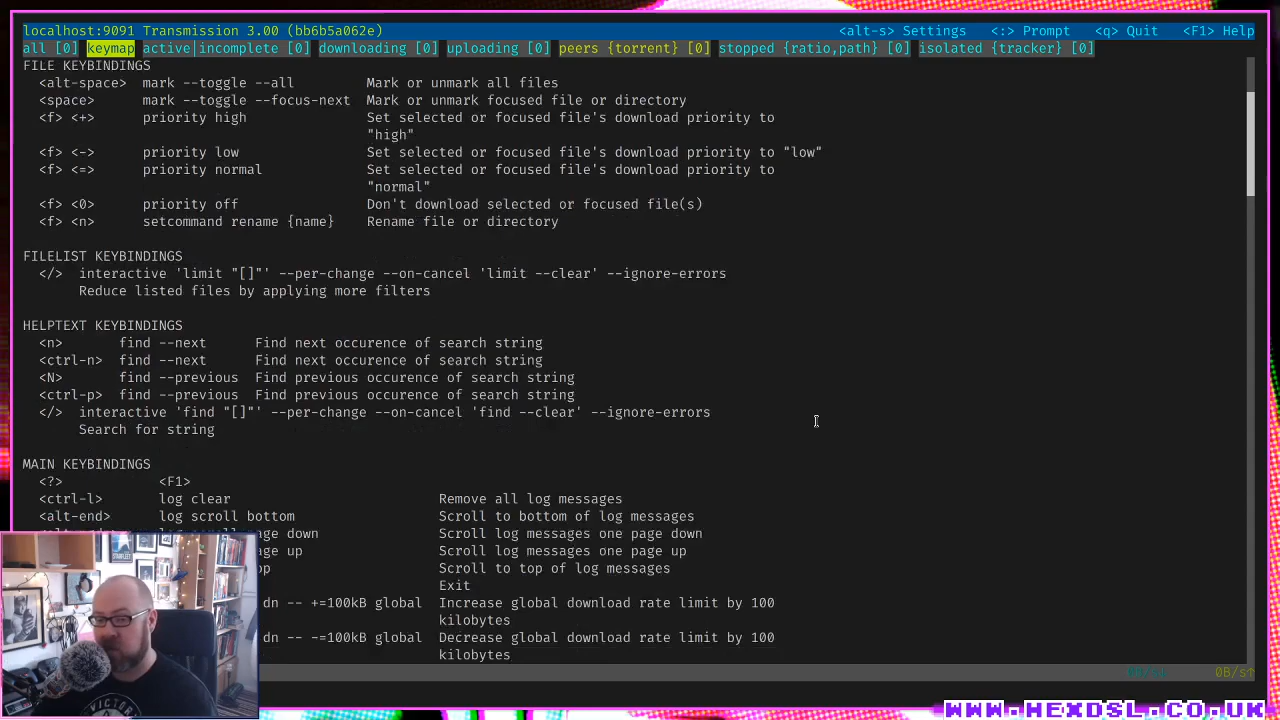 localhost:9091 Transmission 3.00 (bb6b5a062e) <alt-s> Settings <:> Prompt <q> Quit <F1> Help
all [0] keymap active|incomplete [0] downloading [0] uploading [0] peers {torrent} [0] stopped {ratio,path} [0] isolated {tracker} [0]
FILE KEYBINDINGS
<alt-space> mark --toggle --all Mark or unmark all files
<space> mark --toggle --focus-next Mark or unmark focused file or directory
<f> <+> priority high Set selected or focused file's download priority to
"high"
<f> <-> priority low Set selected or focused file's download priority to "low"
<f> <=> priority normal Set selected or focused file's download priority to
"normal"
<f> <0> priority off Don't download selected or focused file(s)
<f> <n> setcommand rename {name} Rename file or directory
FILELIST KEYBINDINGS
</> interactive 'limit "[]"' --per-change --on-cancel 'limit --clear' --ignore-errors
Reduce listed files by applying more filters
HELPTEXT KEYBINDINGS
<n> find --next Find next occurence of search string
<ctrl-n> find --next Find next occurence of search string
<N> find --previous Find previous occurence of search string
<ctrl-p> find --previous Find previous occurence of search string
</> interactive 'find "[]"' --per-change --on-cancel 'find --clear' --ignore-errors
Search for string
MAIN KEYBINDINGS
<?> <F1>
<ctrl-l> log clear Remove all log messages
<alt-end> log scroll bottom Scroll to bottom of log messages
page down Scroll log messages one page down
page up Scroll log messages one page up
Scroll to top of log messages
Exit
dn -- +=100kB global Increase global download rate limit by 100
kilobytes
dn -- -=100kB global Decrease global download rate limit by 100
kilobytes
0B/s↑
WWW.HEXDSL.CO.UK